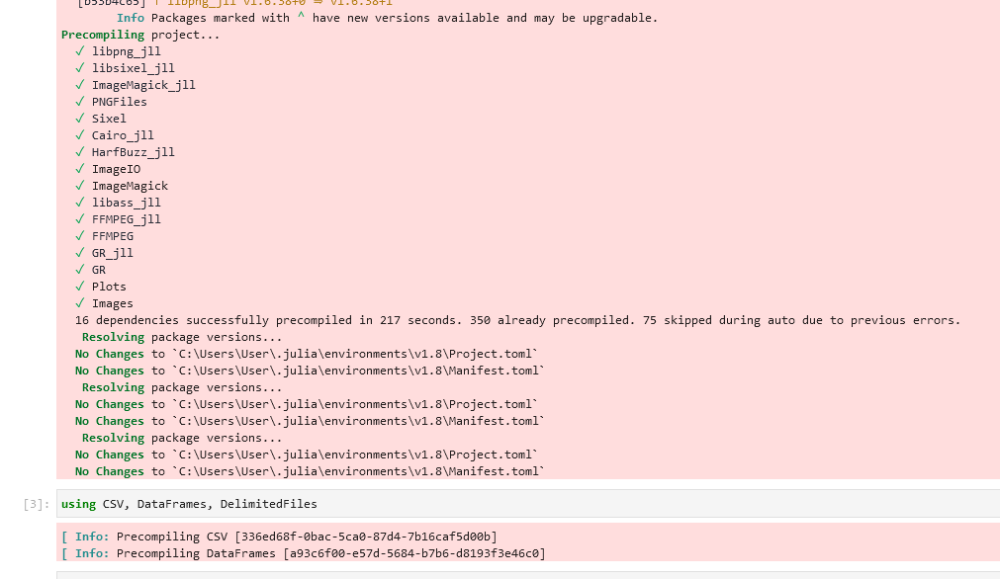 [b53b4c65] ↑ libpng_jll v1.6.38+0 ⇒ v1.6.38+1
Info Packages marked with ^ have new versions available and may be upgradable.
Precompiling project...
✓ libpng_jll
✓ libsixel_jll
✓ ImageMagick_jll
✓ PNGFiles
✓ Sixel
✓ Cairo_jll
✓ HarfBuzz_jll
✓ ImageIO
✓ ImageMagick
✓ libass_jll
✓ FFMPEG_jll
✓ FFMPEG
✓ GR_jll
✓ GR
✓ Plots
✓ Images
16 dependencies successfully precompiled in 217 seconds. 350 already precompiled. 75 skipped during auto due to previous errors.
Resolving package versions...
No Changes to `C:\Users\User\.julia\environments\v1.8\Project.toml`
No Changes to `C:\Users\User\.julia\environments\v1.8\Manifest.toml`
Resolving package versions...
No Changes to `C:\Users\User\.julia\environments\v1.8\Project.toml`
No Changes to `C:\Users\User\.julia\environments\v1.8\Manifest.toml`
Resolving package versions...
No Changes to `C:\Users\User\.julia\environments\v1.8\Project.toml`
No Changes to `C:\Users\User\.julia\environments\v1.8\Manifest.toml`
[3]: using CSV, DataFrames, DelimitedFiles
[ Info: Precompiling CSV [336ed68f-0bac-5ca0-87d4-7b16caf5d00b]
[ Info: Precompiling DataFrames [a93c6f00-e57d-5684-b7b6-d8193f3e46c0]